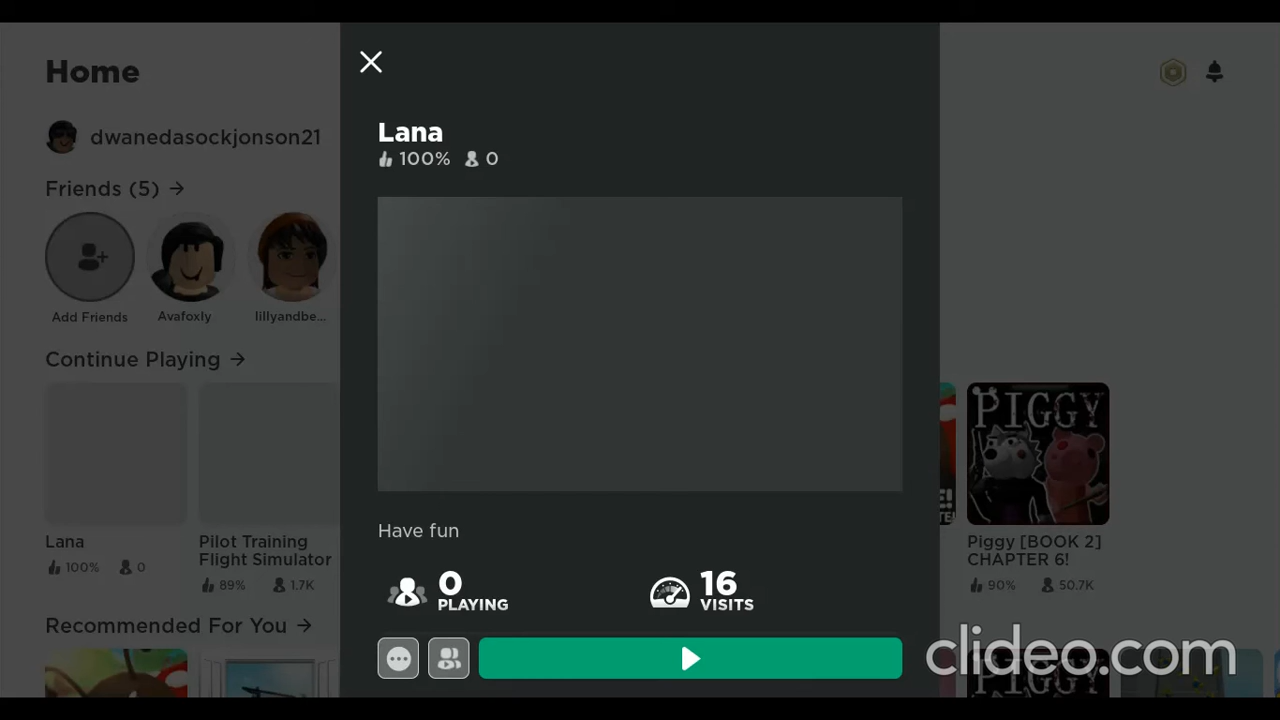 Home
dwanedasockjonson21
Friends (5) →
Add Friends
Avafoxly
lillyandbe...
Continue Playing →
Lana
100% 0
Pilot Training
Flight Simulator
89% 1.7K
Recommended For You →
Lana
100% 0
Have fun
0
PLAYING
16
VISITS
PIGGY
Piggy [BOOK 2]
CHAPTER 6!
90% 50.7K
PIGGY
clideo.com